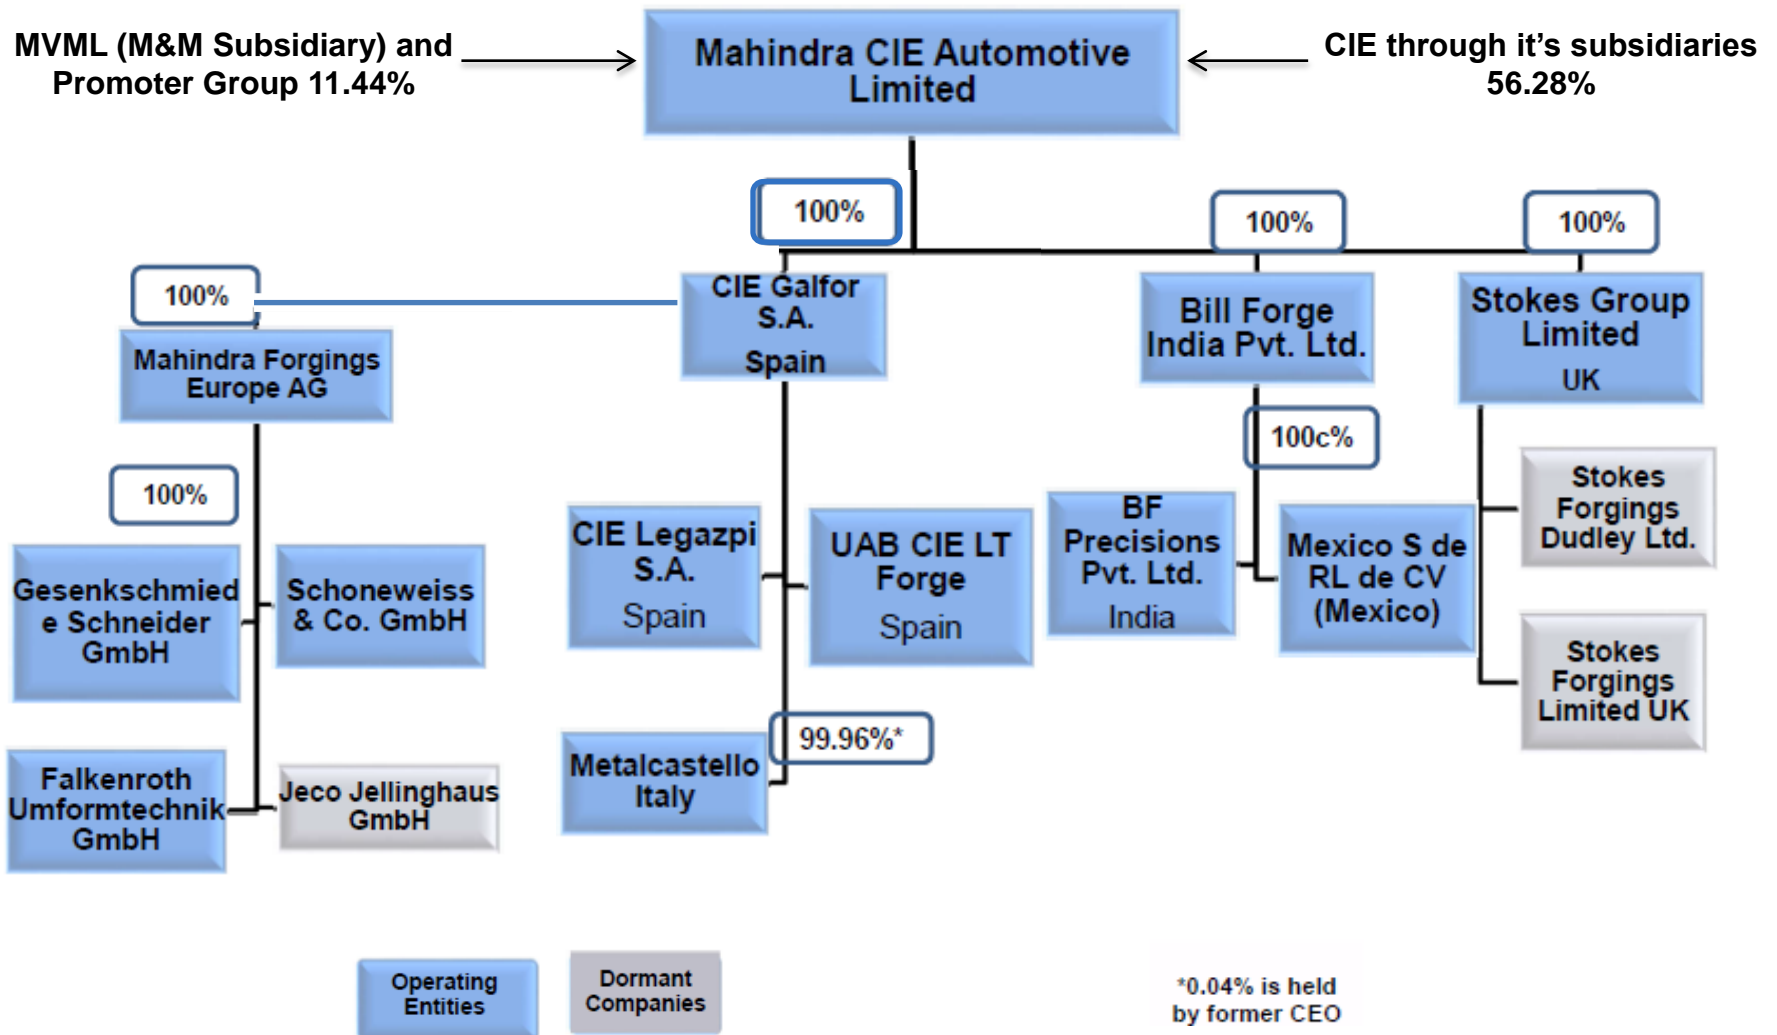 MVML (M&M Subsidiary) and
Promoter Group 11.44%
Mahindra CIE Automotive
Limited
CIE through it's subsidiaries
56.28%
100%
100%
100%
100%
CIE Galfor
S.A.
Spain
Bill Forge
India Pvt. Ltd.
Stokes Group
Limited
UK
Mahindra Forgings
Europe AG
100%
100c%
Gesenkschmied
e Schneider
GmbH
Schoneweiss
& Co. GmbH
CIE Legazpi
S.A.
Spain
UAB CIE LT
Forge
Spain
BF
Precisions
Pvt. Ltd.
India
Mexico S de
RL de CV
(Mexico)
Stokes
Forgings
Dudley Ltd.
Stokes
Forgings
Limited UK
99.96%*
Metalcastello
Italy
Falkenroth
Umformtechnik
GmbH
Jeco Jellinghaus
GmbH
Operating
Entities
Dormant
Companies
*0.04% is held
by former CEO